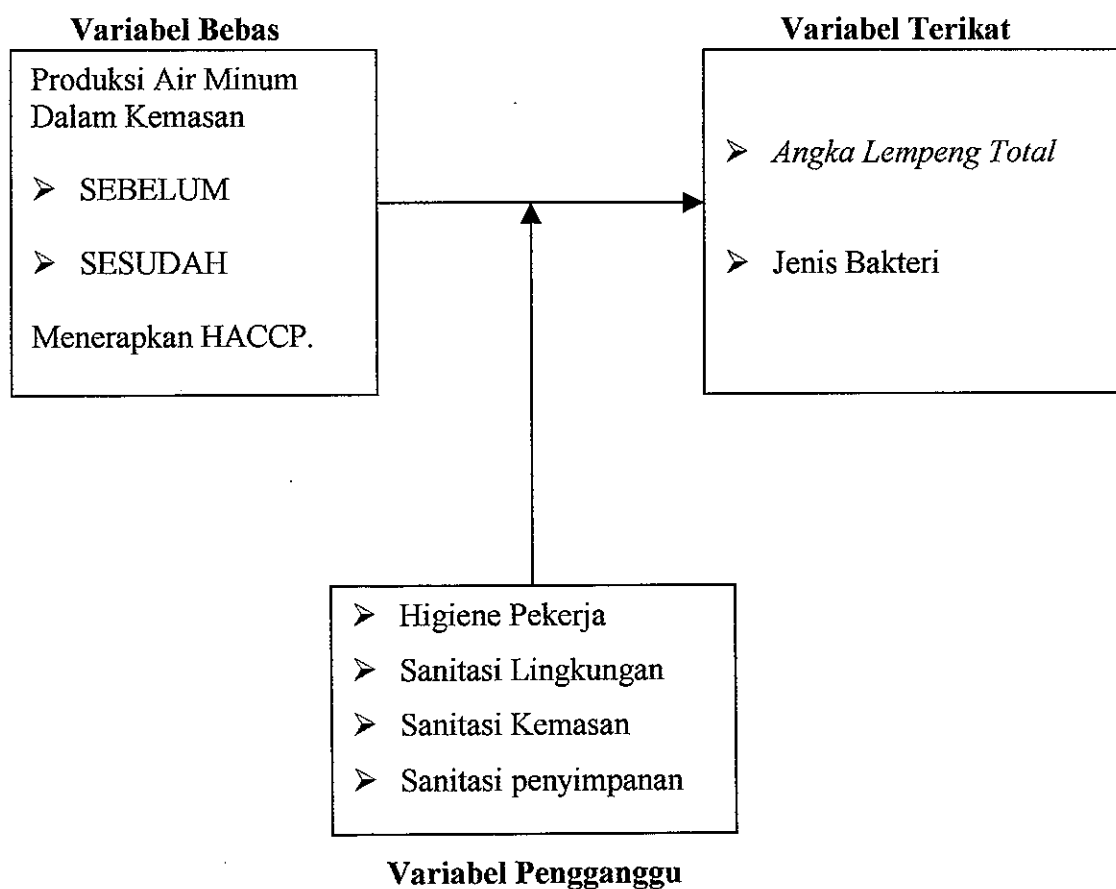 Variabel Bebas
Produksi Air Minum
Dalam Kemasan
➢ SEBELUM
➢ SESUDAH
Menerapkan HACCP.
Variabel Terikat
➢ Angka Lempeng Total
➢ Jenis Bakteri
➢ Higiene Pekerja
➢ Sanitasi Lingkungan
➢ Sanitasi Kemasan
➢ Sanitasi penyimpanan
Variabel Pengganggu